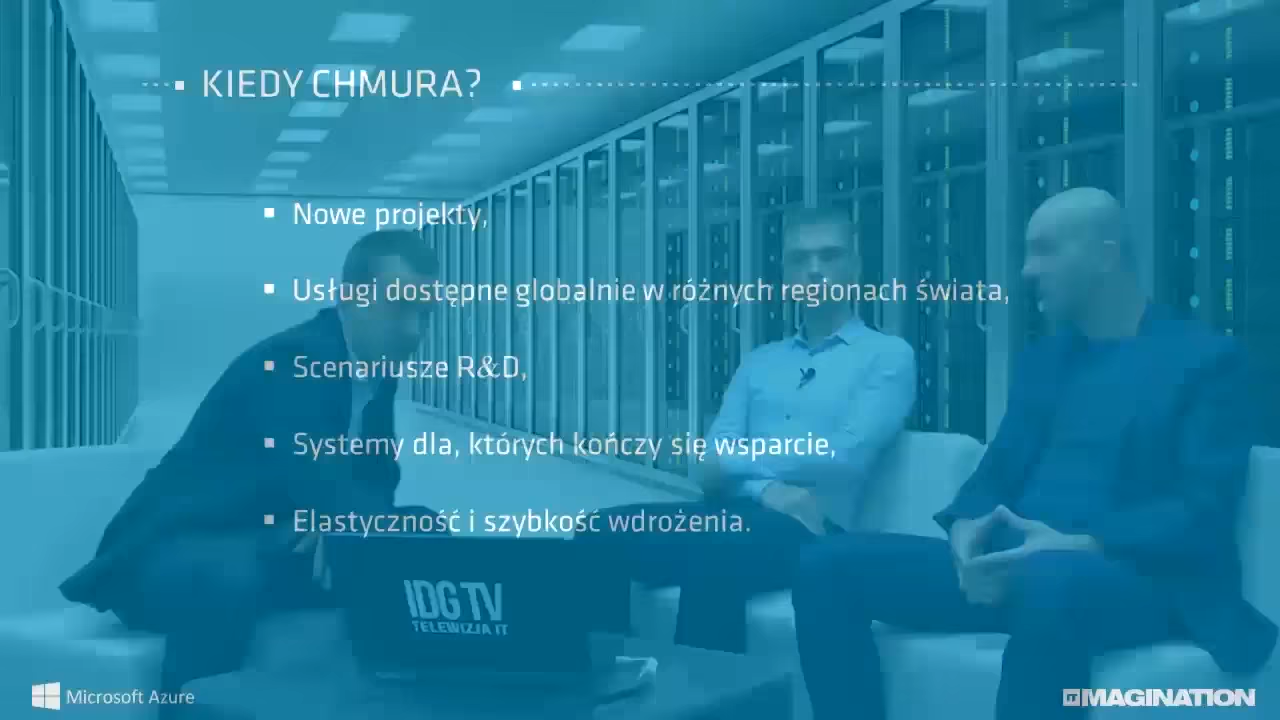 KIEDY CHMURA?
Nowe projekty,
Usługi dostępne globalnie w różnych regionach świata,
Scenariusze R&D,
Systemy dla, których kończy się wsparcie,
Elastyczność i szybkość wdrożenia.
IDG TV
TELEWIZJA IT
Microsoft Azure
ITMAGINATION